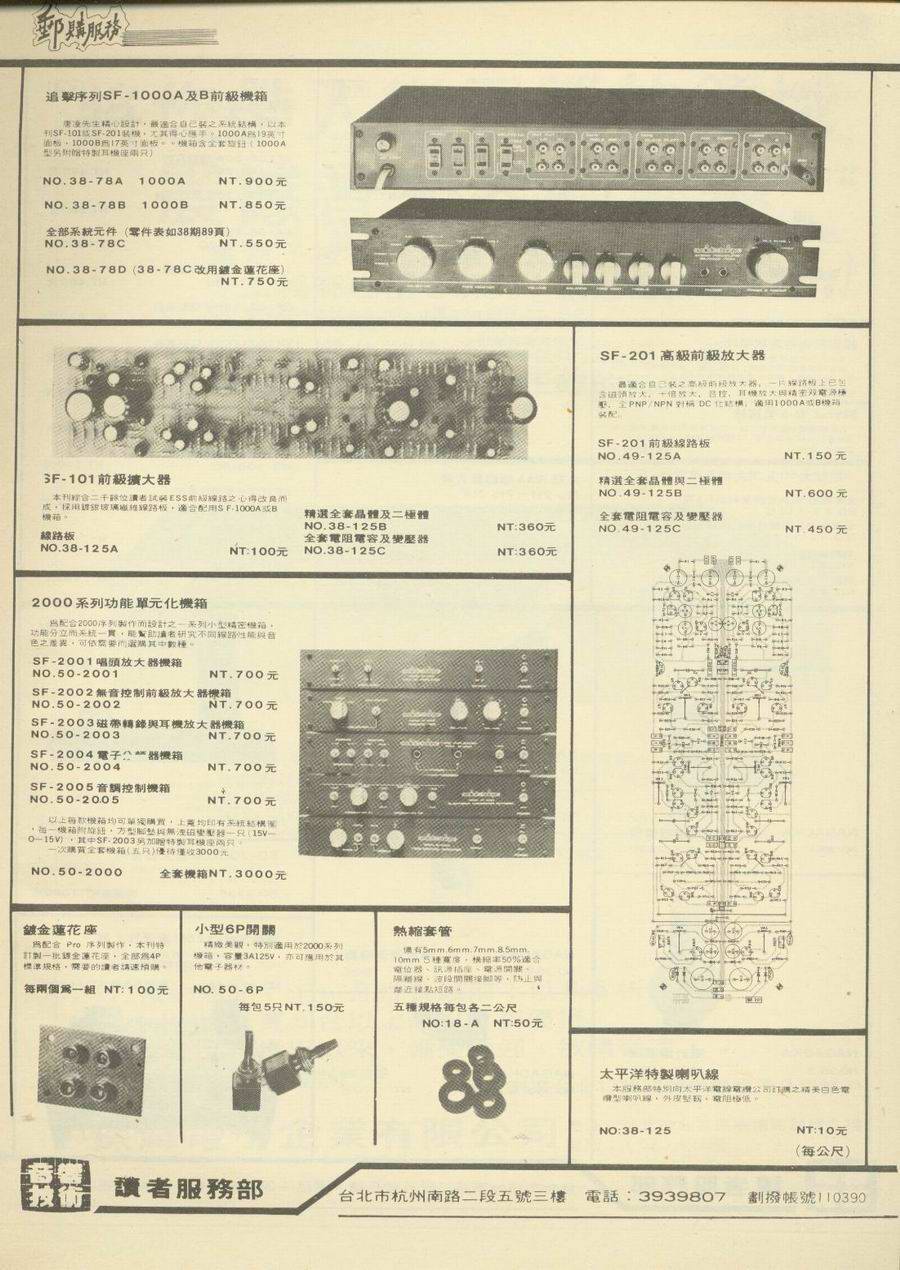 郵購服務
追擊序列SF-1000A及B前級機箱
唐凌先生精心設計，最適合自己裝之系統結構，以本
刊SF-101或SF-201裝機，尤其得心應手。1000A為19英寸
面板，1000B為17英寸面板。。機箱含全套旋鈕（1000A
型另附贈特製耳機座兩只）
NO.38-78A 1000A NT.900元
NO.38-78B 1000B NT.850元
全部系統元件（零件表如38期89頁）
NO.38-78C NT.550元
NO.38-78D（38-78C改用鍍金蓮花座）
NT.750元
SF-101前級擴大器
本刊綜合二千餘位讀者試裝ESS前級線路之心得改良而
成，採用鍍銀玻璃纖維線路板，適合配用SF-1000A或B
機箱。
線路板
NO.38-125A NT:100元
精選全套晶體及二極體
NO.38-125B NT:360元
全套電阻電容及變壓器
NO.38-125C NT:360元
SF-201高級前級放大器
最適合自己裝之高級前級放大器，一片線路板上已包
含磁頭放大、十倍放大、音控、耳機放大與精密双電源穩
壓，全PNP/NPN對稱 DC化結構，適用1000A或B機箱
裝配。
SF-201前級線路板
NO.49-125A NT.150元
精選全套晶體與二極體
NO.49-125B NT.600元
全套電阻電容及變壓器
NO.49-125C NT.450元
2000系列功能單元化機箱
為配合2000序列製作而設計之一系列小型精密機箱，
功能分立而系統一貫，能幫助讀者研究不同線路性能與音
色之差異，可依需要而選購其中數種。
SF-2001唱頭放大器機箱
NO.50-2001 NT.700元
SF-2002無音控制前級放大器機箱
NO.50-2002 NT.700元
SF-2003磁帶轉錄與耳機放大器機箱
NO.50-2003 NT.700元
SF-2004電子 器機箱
NO.50-2004 NT.700元
SF-2005音調控制機箱
NO.50-2005 NT.700元
以上每款機箱均可單獨購買，上蓋均印有系統結構圖
，每一機箱附旋鈕，方型腳墊與無洩磁變壓器一只（15V—
0—15V），其中SF-2003另加贈特製耳機座兩只。
一次購買全套機箱（五只）優待僅收3000元
NO.50-2000 全套機箱NT.3000元
鍍金蓮花座
為配合 Pro 序列製作，本刊特
訂製一批鍍金蓮花座，全部為4P
標準規格，需要的讀者請速預購。
每兩個為一組 NT:100元
小型6P開關
精緻美觀，特別適用於2000系列
機箱，容量3A125V，亦可應用於其
他電子器材。
NO.50-6P
每包5只NT.150元
熱縮套管
備有5mm.6mm.7mm.8.5mm.
10mm 5種寬度，橫縮率50%適合
電位器、訊源插座、電源開關、
隔離線、波段開關接腳等，防止與
鄰近接點短路。
五種規格每包各二公尺
NO:18-A NT:50元
太平洋特製喇叭線
本服務部特別向太平洋電線電纜公司訂購之精美白色電
纜型喇叭線，外皮堅韌，電阻極低。
NO:38-125 NT:10元
（每公尺）
音樂技術
讀者服務部
台北市杭州南路二段五號三樓 電話：3939807 劃撥帳號110390